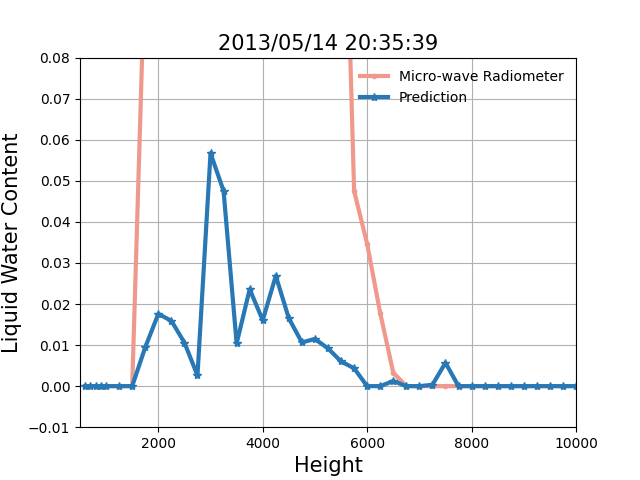 2013/05/14 20:35:39
Micro-wave Radiometer
Prediction
Liquid Water Content
0.08
0.07
0.06
0.05
0.04
0.03
0.02
0.01
0.00
−0.01
2000 4000 6000 8000 10000
Height